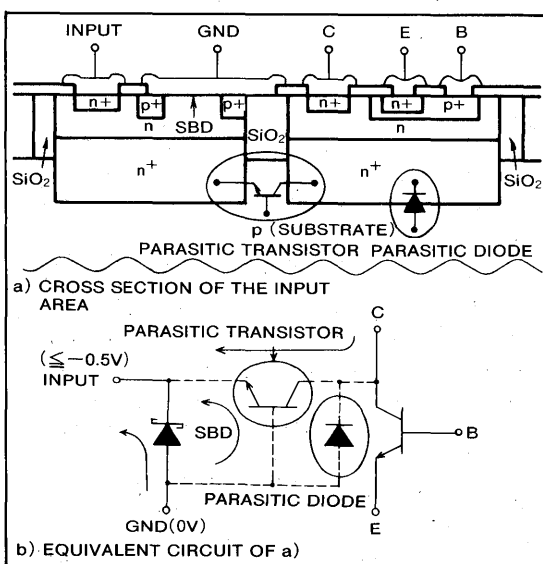 INPUT GND C E B
n+ p+ p+ n+ n+ p+
n SBD SiO₂ n
SiO₂ n+ n+ SiO₂
p (SUBSTRATE)
PARASITIC TRANSISTOR PARASITIC DIODE
a) CROSS SECTION OF THE INPUT
AREA
PARASITIC TRANSISTOR C
(≦−0.5V)
INPUT
SBD B
PARASITIC DIODE
GND(0V) E
b) EQUIVALENT CIRCUIT OF a)